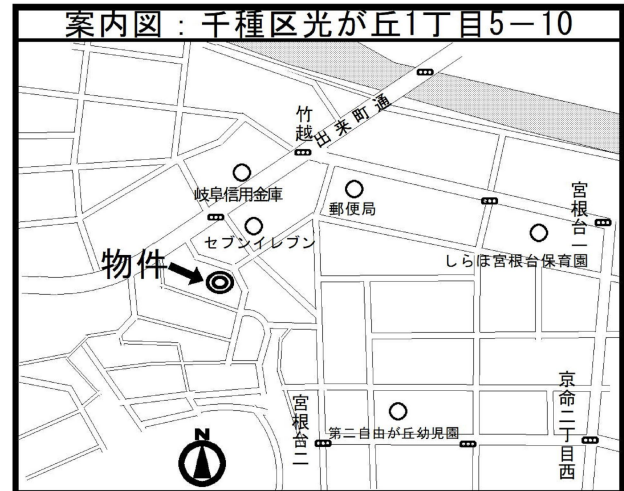 案内図：千種区光が丘1丁目5－10
竹越
出来町通
岐阜信用金庫
郵便局
宮根台一
セブンイレブン
しらほ宮根台保育園
物件
京命二丁目西
宮根台二
第二自由が丘幼児園
N